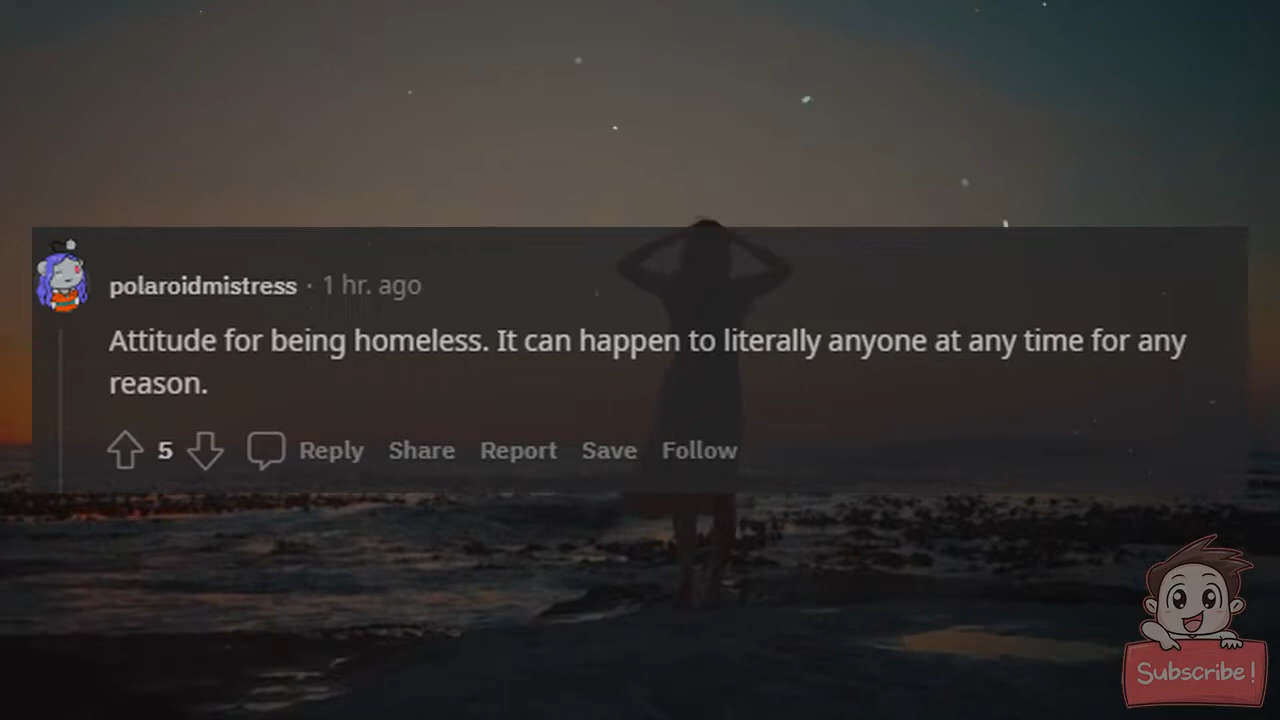 polaroidmistress · 1 hr. ago
Attitude for being homeless. It can happen to literally anyone at any time for any
reason.
5 Reply Share Report Save Follow
Subscribe!